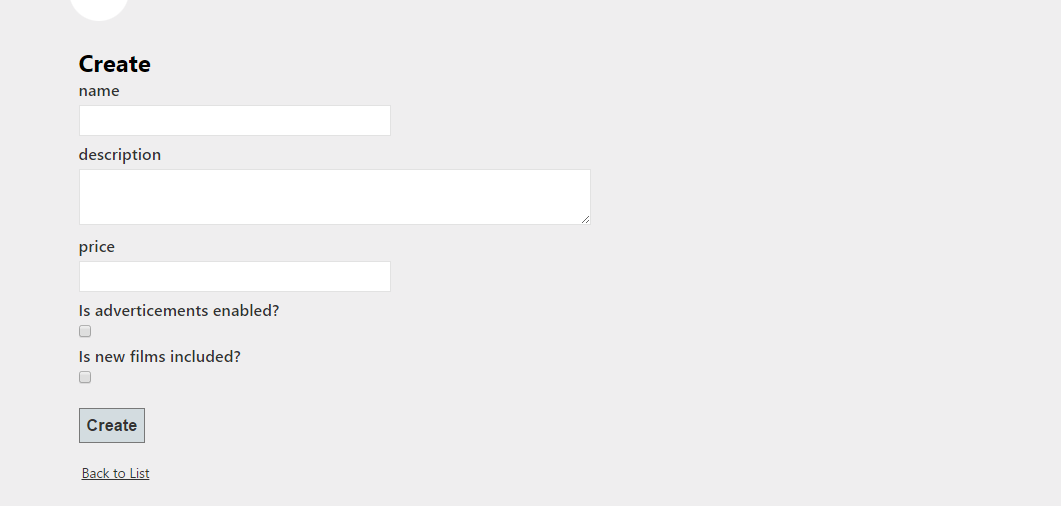 Create
name
description
price
Is adverticements enabled?
Is new films included?
Create
Back to List